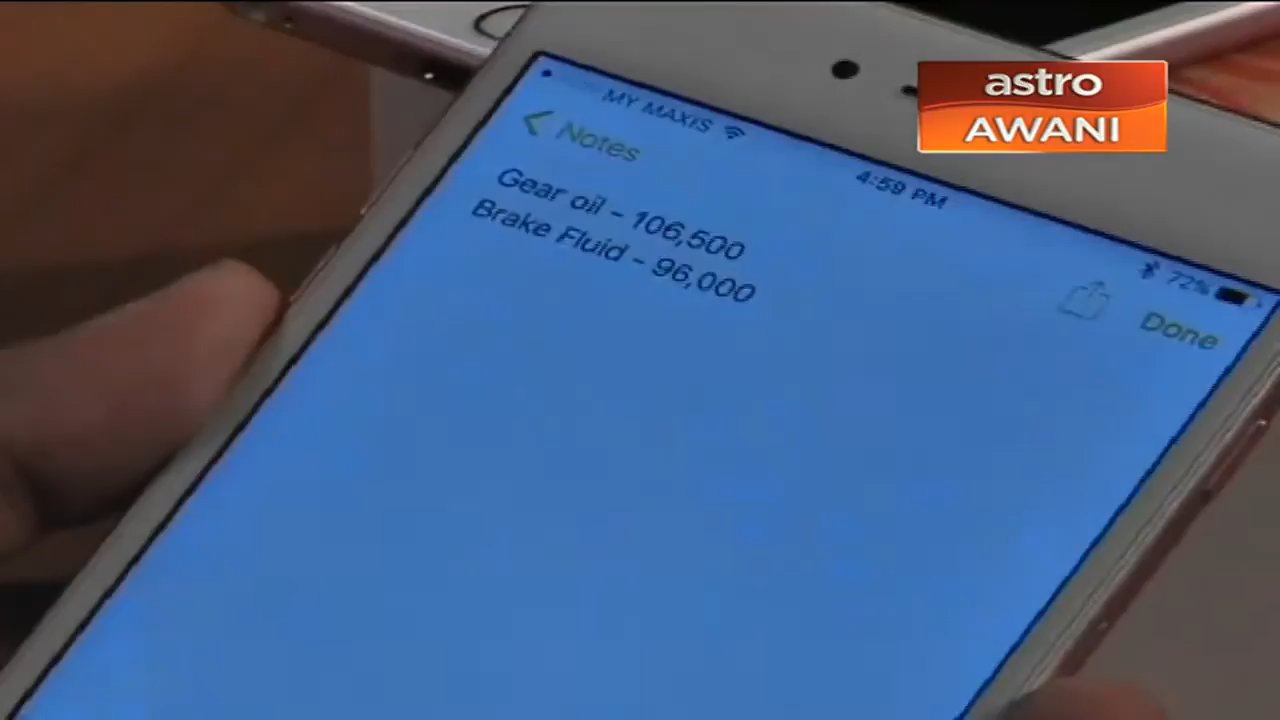 astro
AWANI
MY MAXIS
4:59 PM
72%
Notes
Done
Gear oil - 106,500
Brake Fluid - 96,000